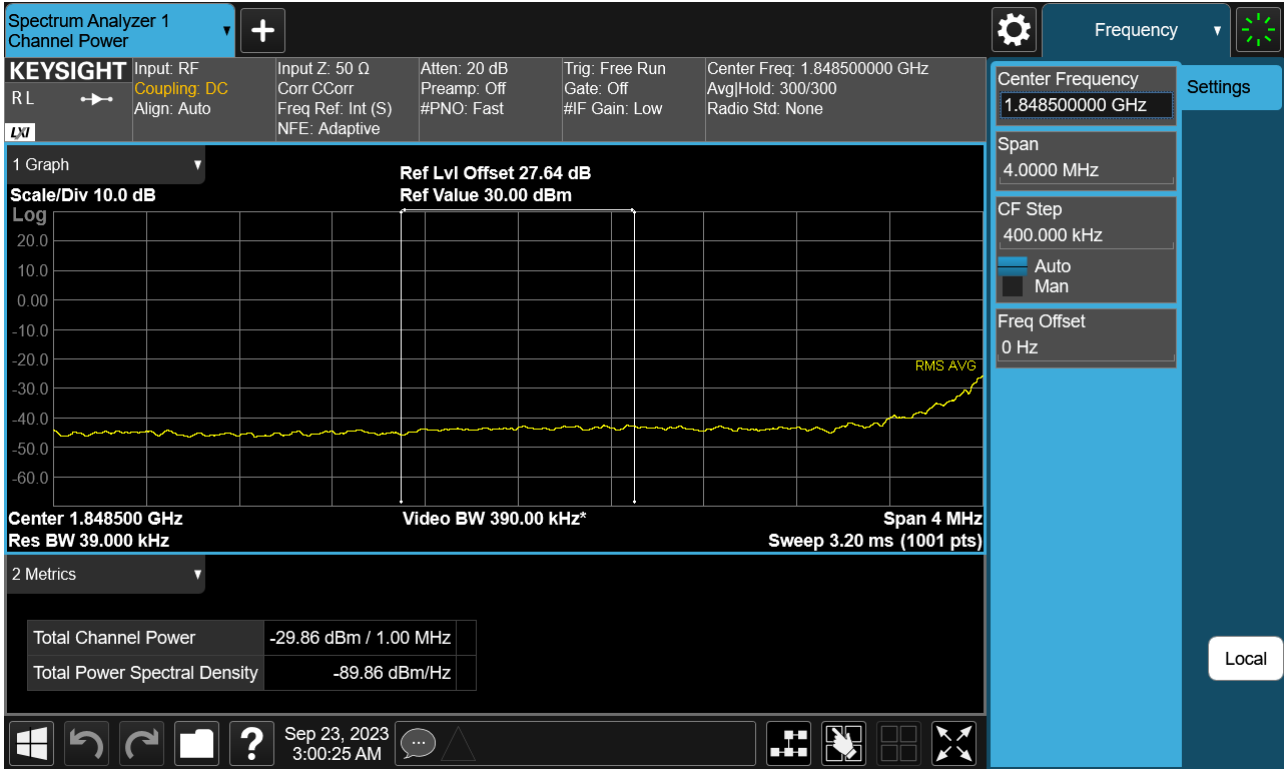 Spectrum Analyzer 1
Channel Power
Frequency
KEYSIGHT
R L
LXI
Input: RF
Coupling: DC
Align: Auto
Input Z: 50 Ω
Corr CCorr
Freq Ref: Int (S)
NFE: Adaptive
Atten: 20 dB
Preamp: Off
#PNO: Fast
Trig: Free Run
Gate: Off
#IF Gain: Low
Center Freq: 1.848500000 GHz
Avg|Hold: 300/300
Radio Std: None
Center Frequency
1.848500000 GHz
Settings
Span
4.0000 MHz
CF Step
400.000 kHz
Auto
Man
Freq Offset
0 Hz
1 Graph
Scale/Div 10.0 dB
Ref Lvl Offset 27.64 dB
Ref Value 30.00 dBm
Log
20.0
10.0
0.00
-10.0
-20.0
-30.0
-40.0
-50.0
-60.0
RMS AVG
Center 1.848500 GHz
Video BW 390.00 kHz*
Span 4 MHz
Res BW 39.000 kHz
Sweep 3.20 ms (1001 pts)
2 Metrics
Total Channel Power -29.86 dBm / 1.00 MHz
Total Power Spectral Density -89.86 dBm/Hz
Local
?
Sep 23, 2023
3:00:25 AM